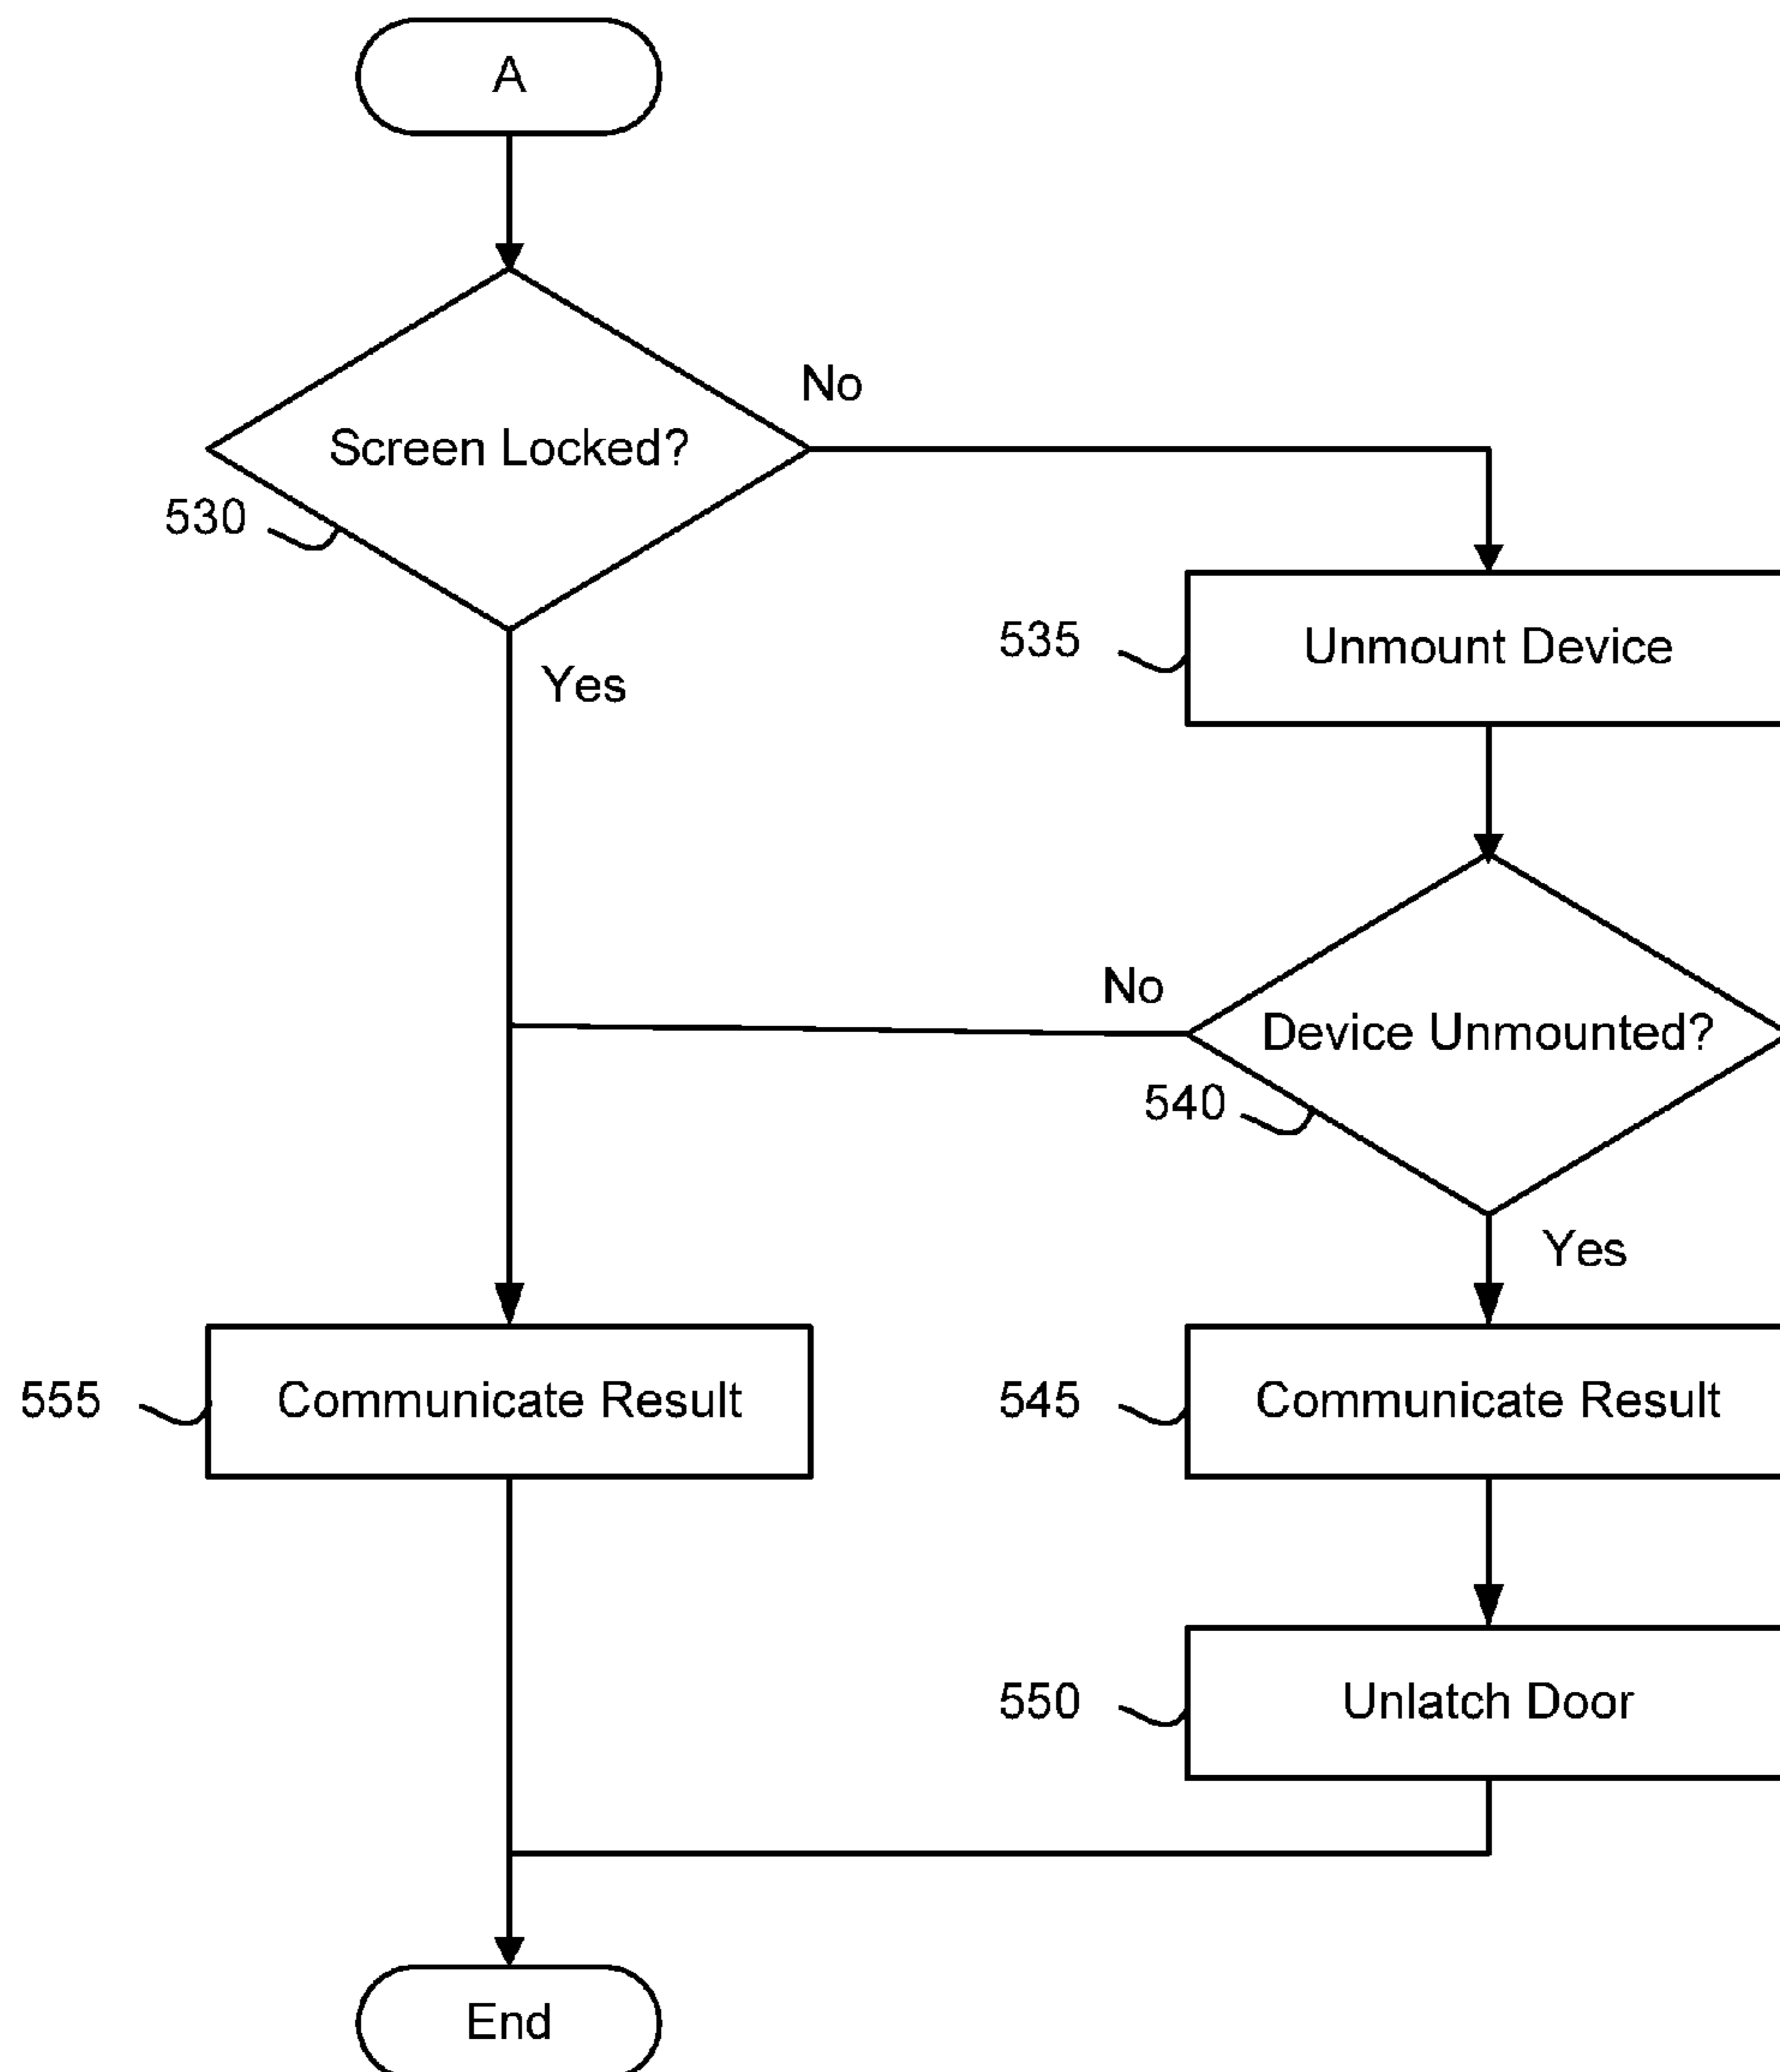 A
No
Screen Locked?
530
Yes
535
Unmount Device
No
Device Unmounted?
540
Yes
555
Communicate Result
545
Communicate Result
550
Unlatch Door
End